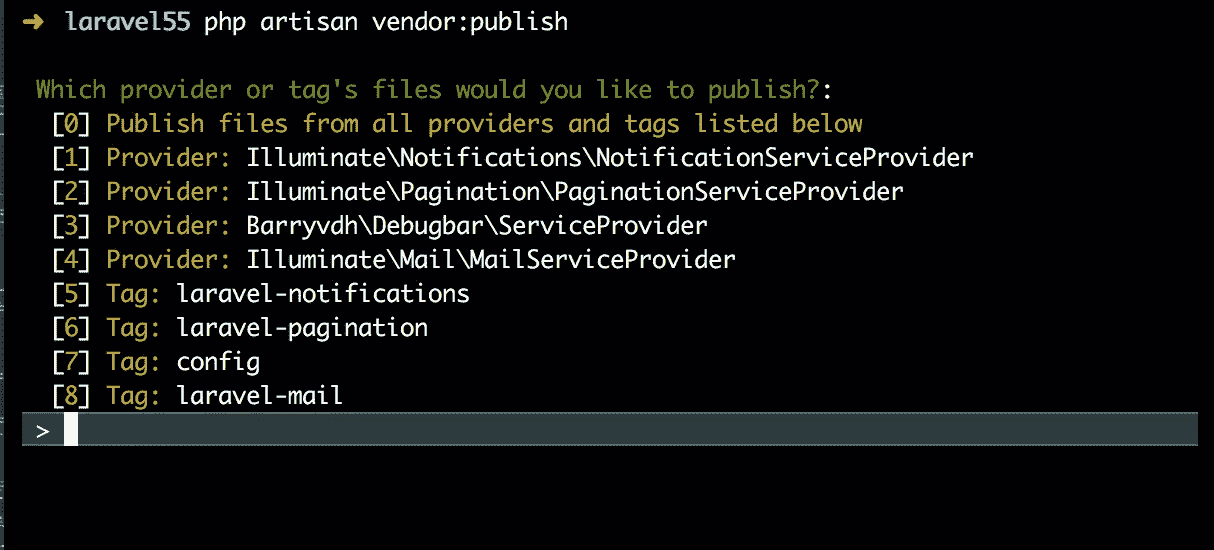 ➜ laravel55 php artisan vendor:publish
Which provider or tag's files would you like to publish?:
[0] Publish files from all providers and tags listed below
[1] Provider: Illuminate\Notifications\NotificationServiceProvider
[2] Provider: Illuminate\Pagination\PaginationServiceProvider
[3] Provider: Barryvdh\Debugbar\ServiceProvider
[4] Provider: Illuminate\Mail\MailServiceProvider
[5] Tag: laravel-notifications
[6] Tag: laravel-pagination
[7] Tag: config
[8] Tag: laravel-mail
>